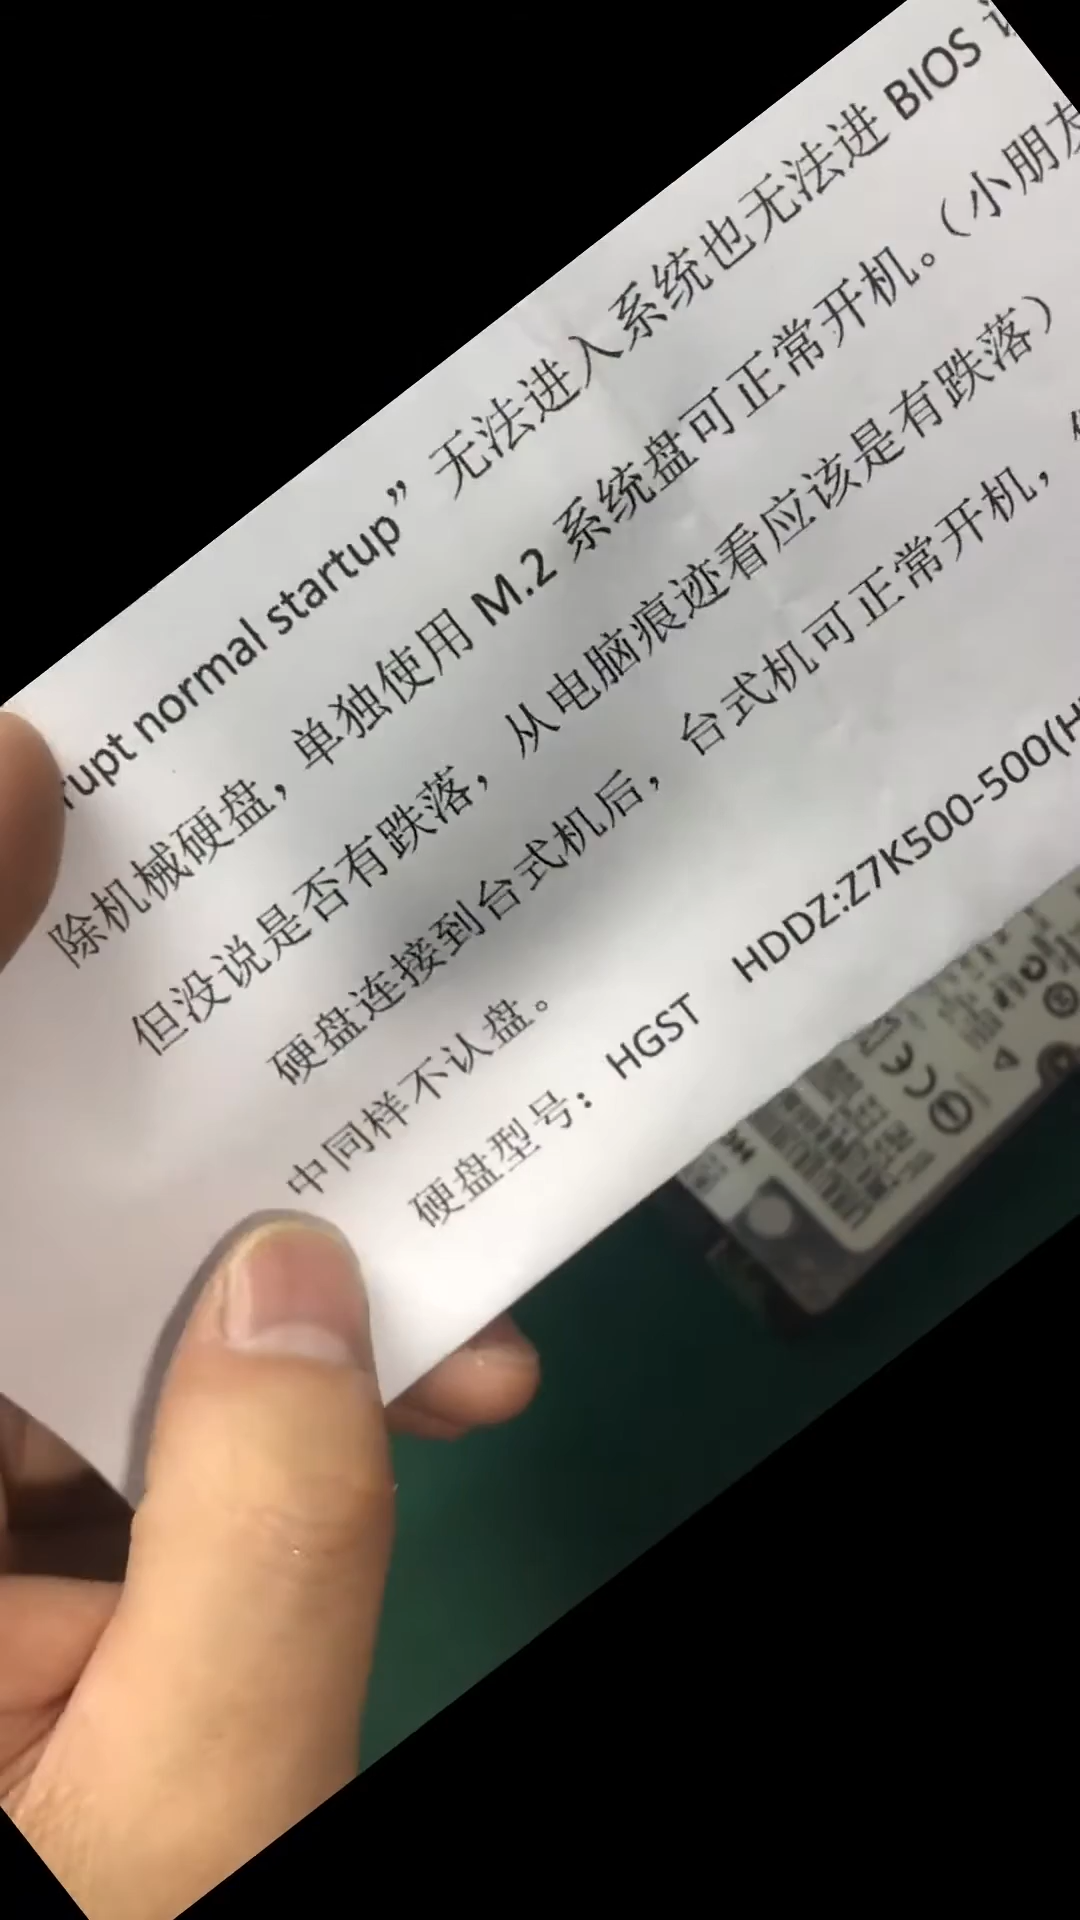 rupt normal startup” 无法进入系统也无法进 BIOS
除机械硬盘，单独使用 M.2 系统盘可正常开机。（小朋友
但没说是否有跌落，从电脑痕迹看应该是有跌落）
硬盘连接到台式机后，台式机可正常开机，
中同样不认盘。
硬盘型号：HGST HDDZ:Z7K500-500(H